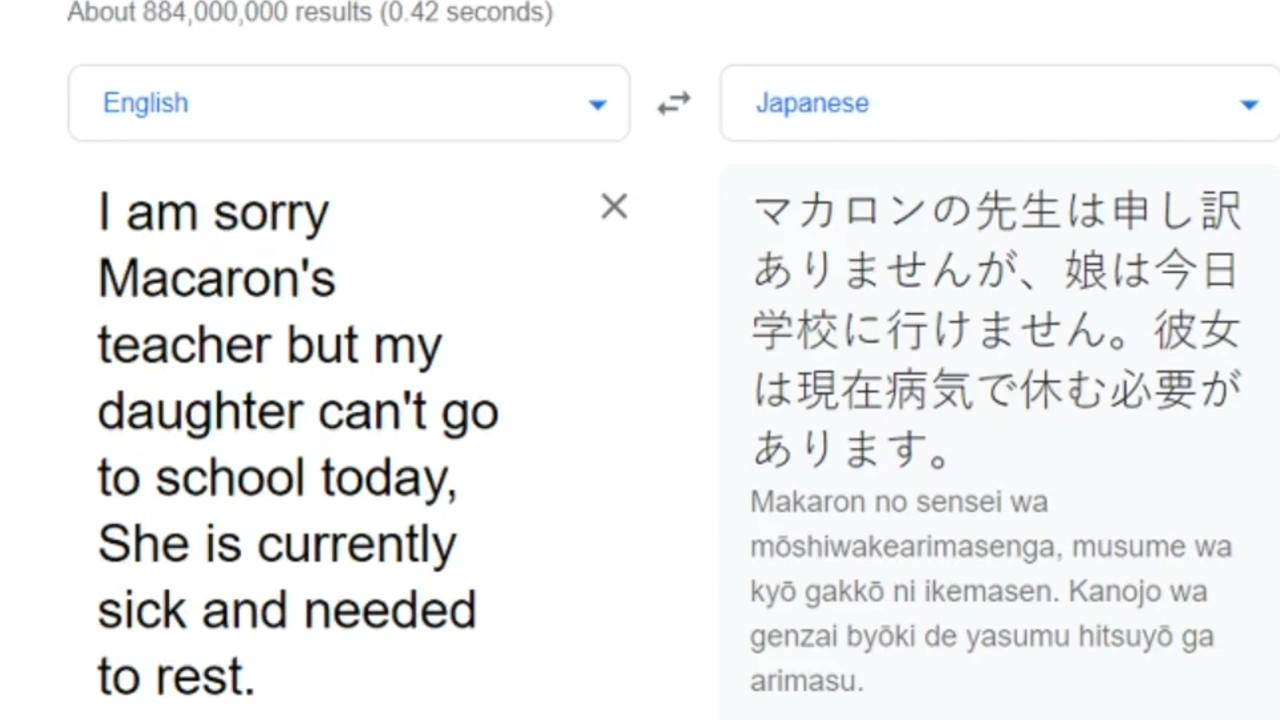 About 884,000,000 results (0.42 seconds)
English
Japanese
I am sorry
Macaron's
teacher but my
daughter can't go
to school today,
She is currently
sick and needed
to rest.
マカロンの先生は申し訳
ありませんが、娘は今日
学校に行けません。彼女
は現在病気で休む必要が
あります。
Makaron no sensei wa
mōshiwakearimasenga, musume wa
kyō gakkō ni ikemasen. Kanojo wa
genzai byōki de yasumu hitsuyō ga
arimasu.